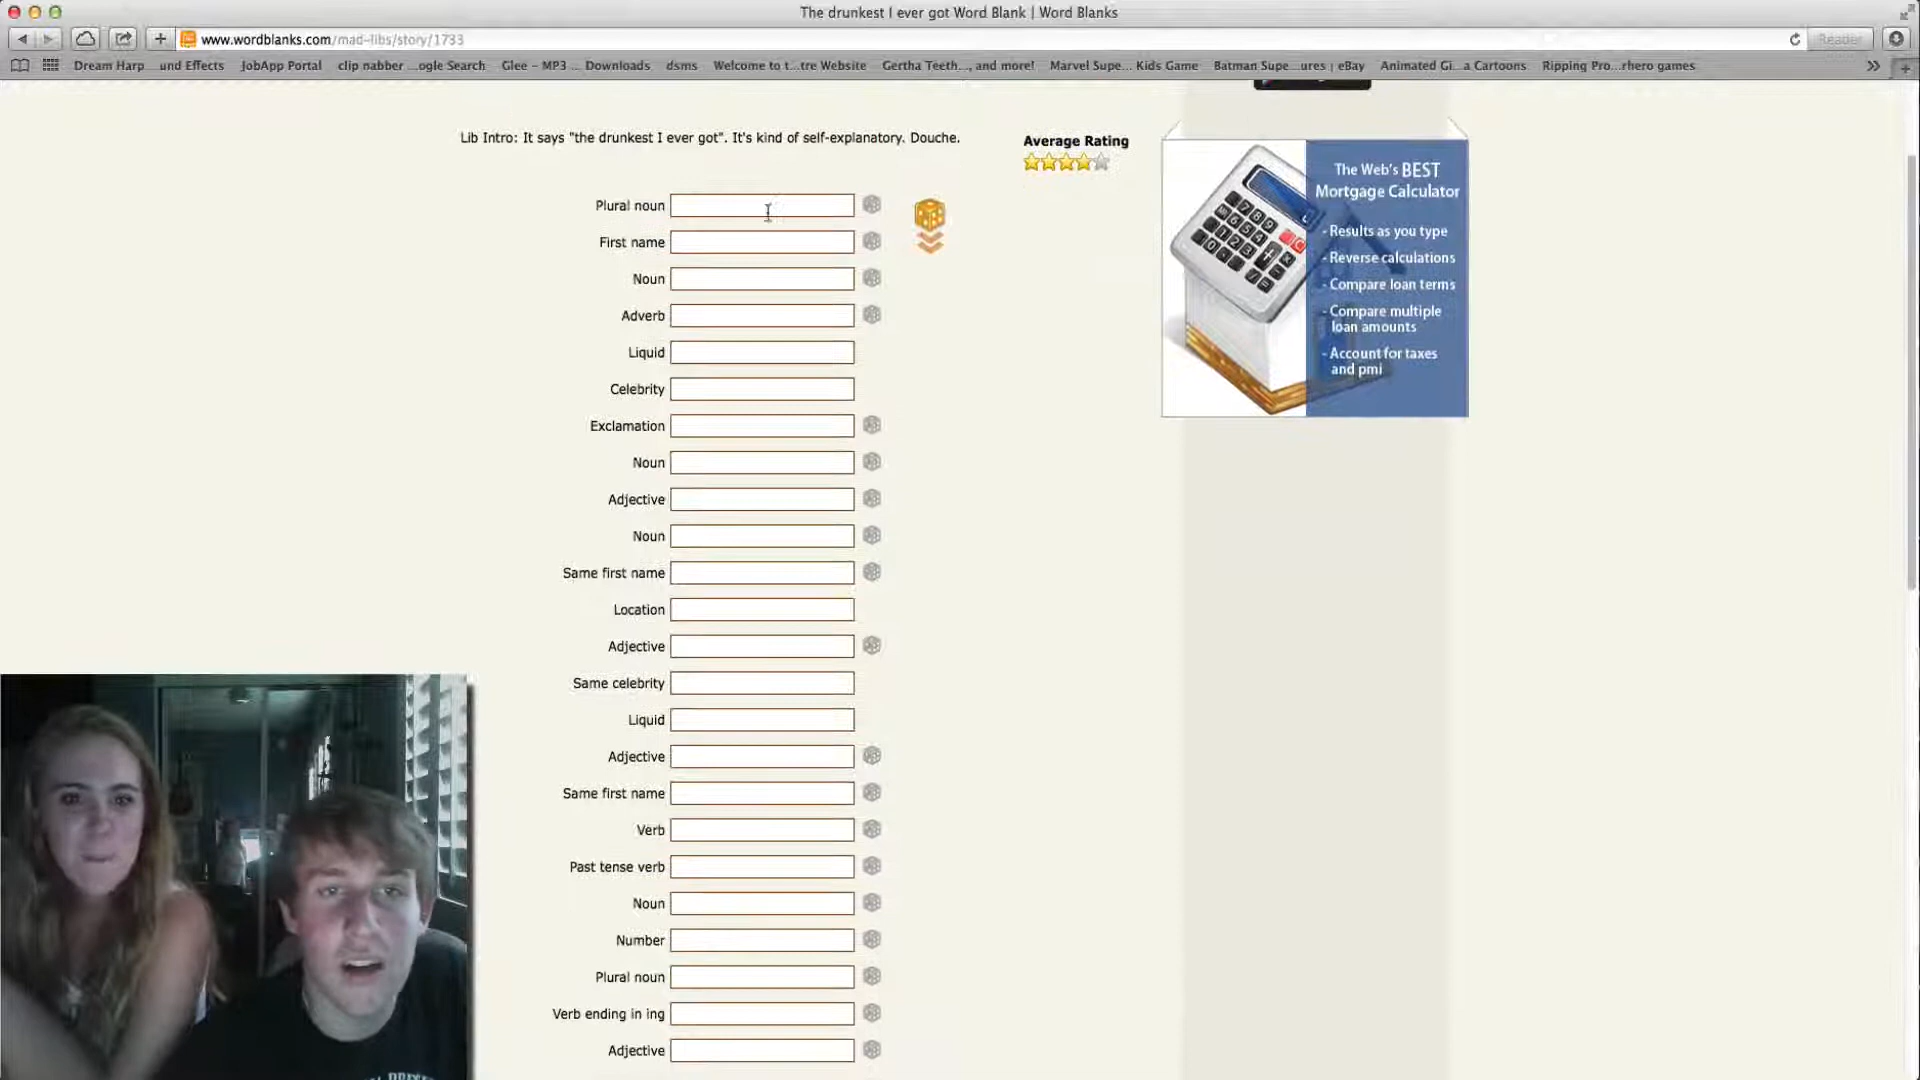 The drunkest I ever got Word Blank | Word Blanks
www.wordblanks.com/mad-libs/story/1733
Reader
Dream Harp ... und Effects JobApp Portal clip nabber ...ogle Search Glee – MP3 ... Downloads dsms Welcome to t...tre Website Gertha Teeth..., and more! Marvel Supe... Kids Game Batman Supe...ures | eBay Animated Gi...a Cartoons Ripping Pro...rhero games
Lib Intro: It says "the drunkest I ever got". It's kind of self-explanatory. Douche.
Average Rating
The Web's BEST
Mortgage Calculator
- Results as you type
- Reverse calculations
- Compare loan terms
- Compare multiple
loan amounts
- Account for taxes
and pmi
Plural noun
First name
Noun
Adverb
Liquid
Celebrity
Exclamation
Noun
Adjective
Noun
Same first name
Location
Adjective
Same celebrity
Liquid
Adjective
Same first name
Verb
Past tense verb
Noun
Number
Plural noun
Verb ending in ing
Adjective